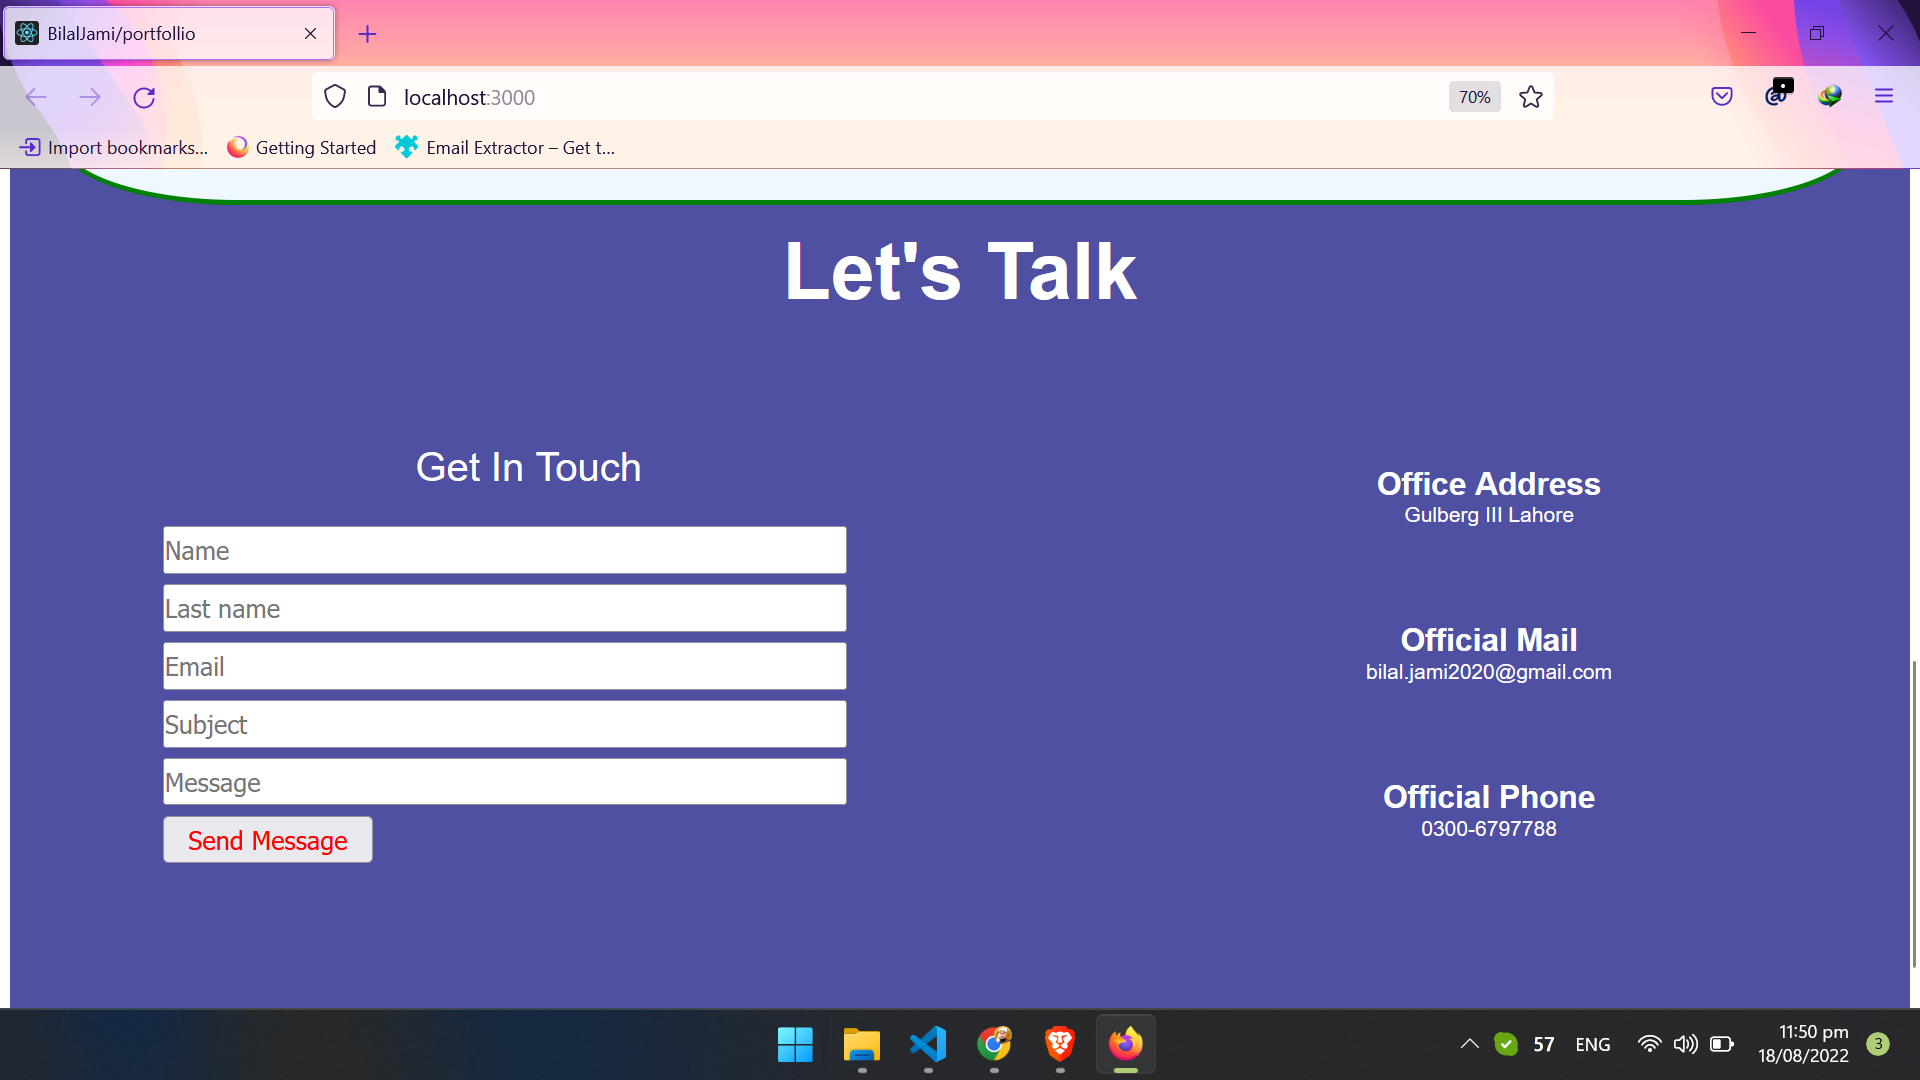 BilalJami/portfollio
localhost:3000
70%
Import bookmarks...
Getting Started
Email Extractor – Get t...
Let's Talk
Get In Touch
Name
Last name
Email
Subject
Message
Send Message
Office Address
Gulberg III Lahore
Official Mail
bilal.jami2020@gmail.com
Official Phone
0300-6797788
57
ENG
11:50 pm
18/08/2022
3